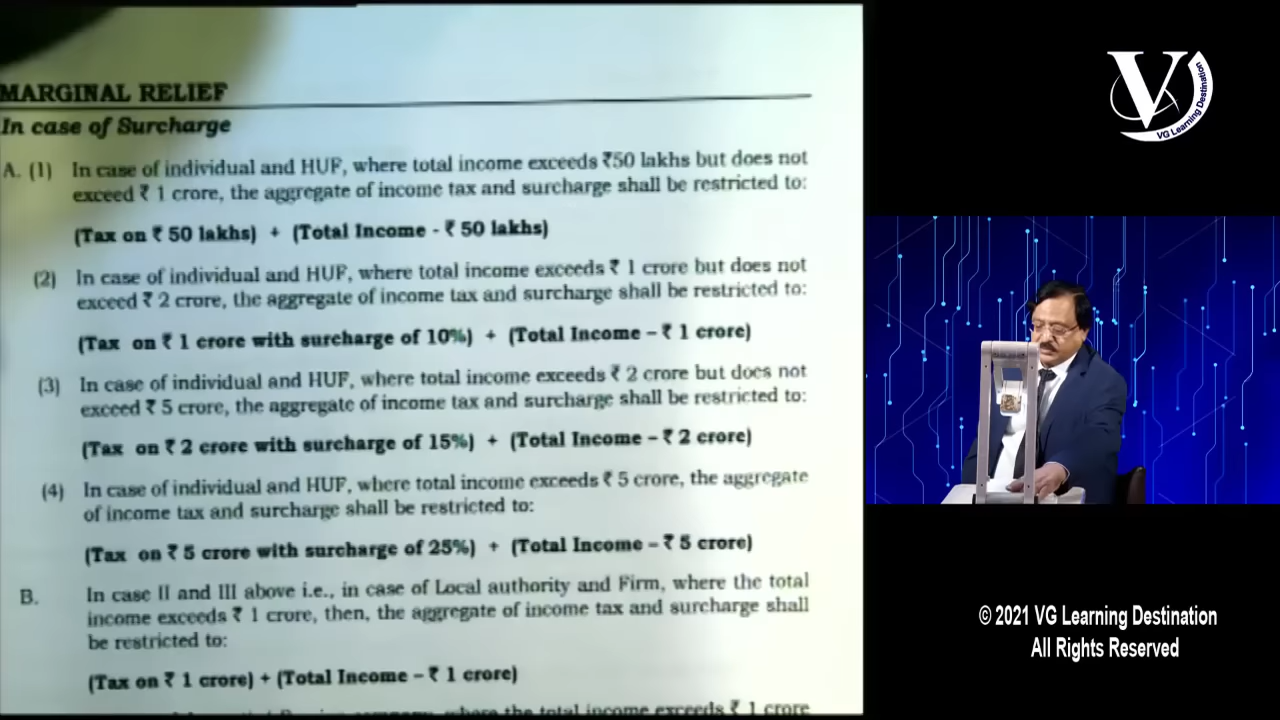 MARGINAL RELIEF
In case of Surcharge
A. (1) In case of individual and HUF, where total income exceeds ₹50 lakhs but does not
exceed ₹ 1 crore, the aggregate of income tax and surcharge shall be restricted to:
(Tax on ₹ 50 lakhs) + (Total Income - ₹ 50 lakhs)
(2) In case of individual and HUF, where total income exceeds ₹ 1 crore but does not
exceed ₹ 2 crore, the aggregate of income tax and surcharge shall be restricted to:
(Tax on ₹ 1 crore with surcharge of 10%) + (Total Income – ₹ 1 crore)
(3) In case of individual and HUF, where total income exceeds ₹ 2 crore but does not
exceed ₹ 5 crore, the aggregate of income tax and surcharge shall be restricted to:
(Tax on ₹ 2 crore with surcharge of 15%) + (Total Income – ₹ 2 crore)
(4) In case of individual and HUF, where total income exceeds ₹ 5 crore, the aggregate
of income tax and surcharge shall be restricted to:
(Tax on ₹ 5 crore with surcharge of 25%) + (Total Income – ₹ 5 crore)
B. In case II and III above i.e., in case of Local authority and Firm, where the total
income exceeds ₹ 1 crore, then, the aggregate of income tax and surcharge shall
be restricted to:
(Tax on ₹ 1 crore) + (Total Income – ₹ 1 crore)
where the total income exceeds ₹ 1 crore
V
VG Learning Destination
© 2021 VG Learning Destination
All Rights Reserved